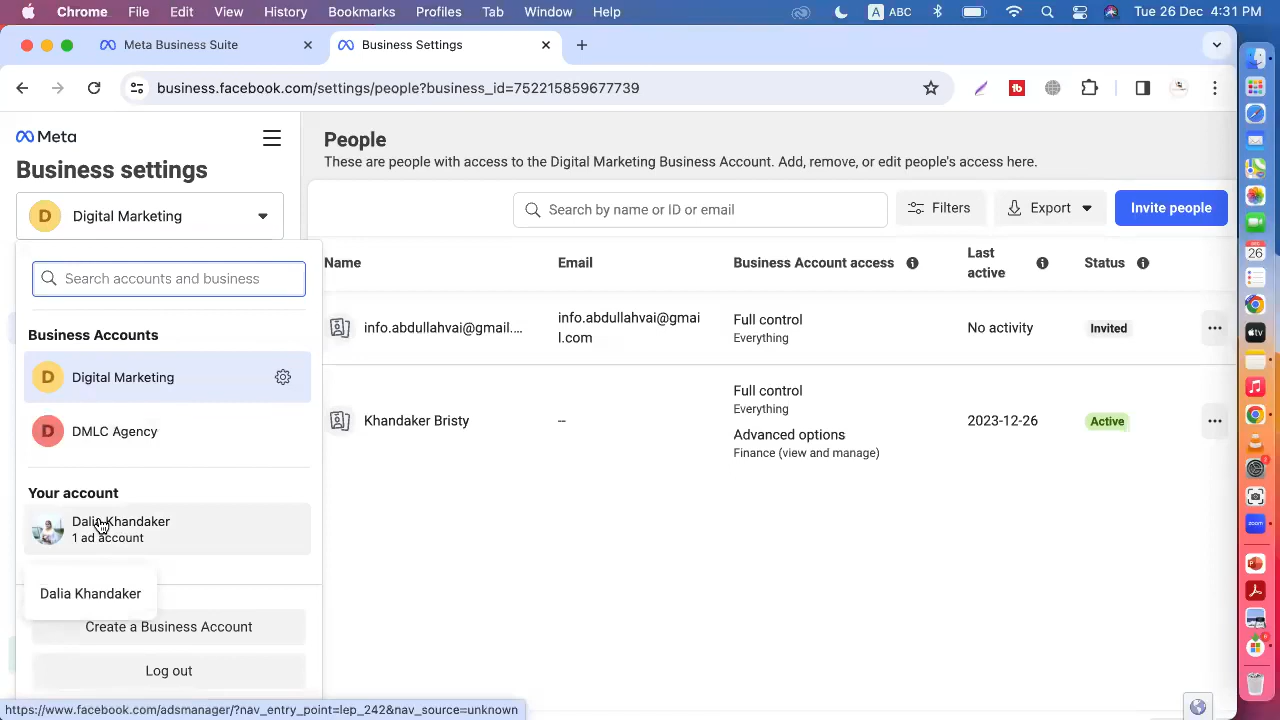 Chrome File Edit View History Bookmarks Profiles Tab Window Help A ABC Tue 26 Dec 4:31 PM
Meta Business Suite
Business Settings
business.facebook.com/settings/people?business_id=752215859677739
Meta
Business settings
D Digital Marketing
Search accounts and business
Business Accounts
D Digital Marketing
D DMLC Agency
Your account
Dalia Khandaker
1 ad account
Dalia Khandaker
Create a Business Account
Log out
https://www.facebook.com/adsmanager/?nav_entry_point=lep_242&nav_source=unknown
People
These are people with access to the Digital Marketing Business Account. Add, remove, or edit people's access here.
Search by name or ID or email
Filters
Export
Invite people
Name Email Business Account access Last active Status
info.abdullahvai@gmail.... info.abdullahvai@gmai
l.com
Full control
Everything
No activity
Invited
Khandaker Bristy
--
Full control
Everything
Advanced options
Finance (view and manage)
2023-12-26
Active
26
tv
zoom